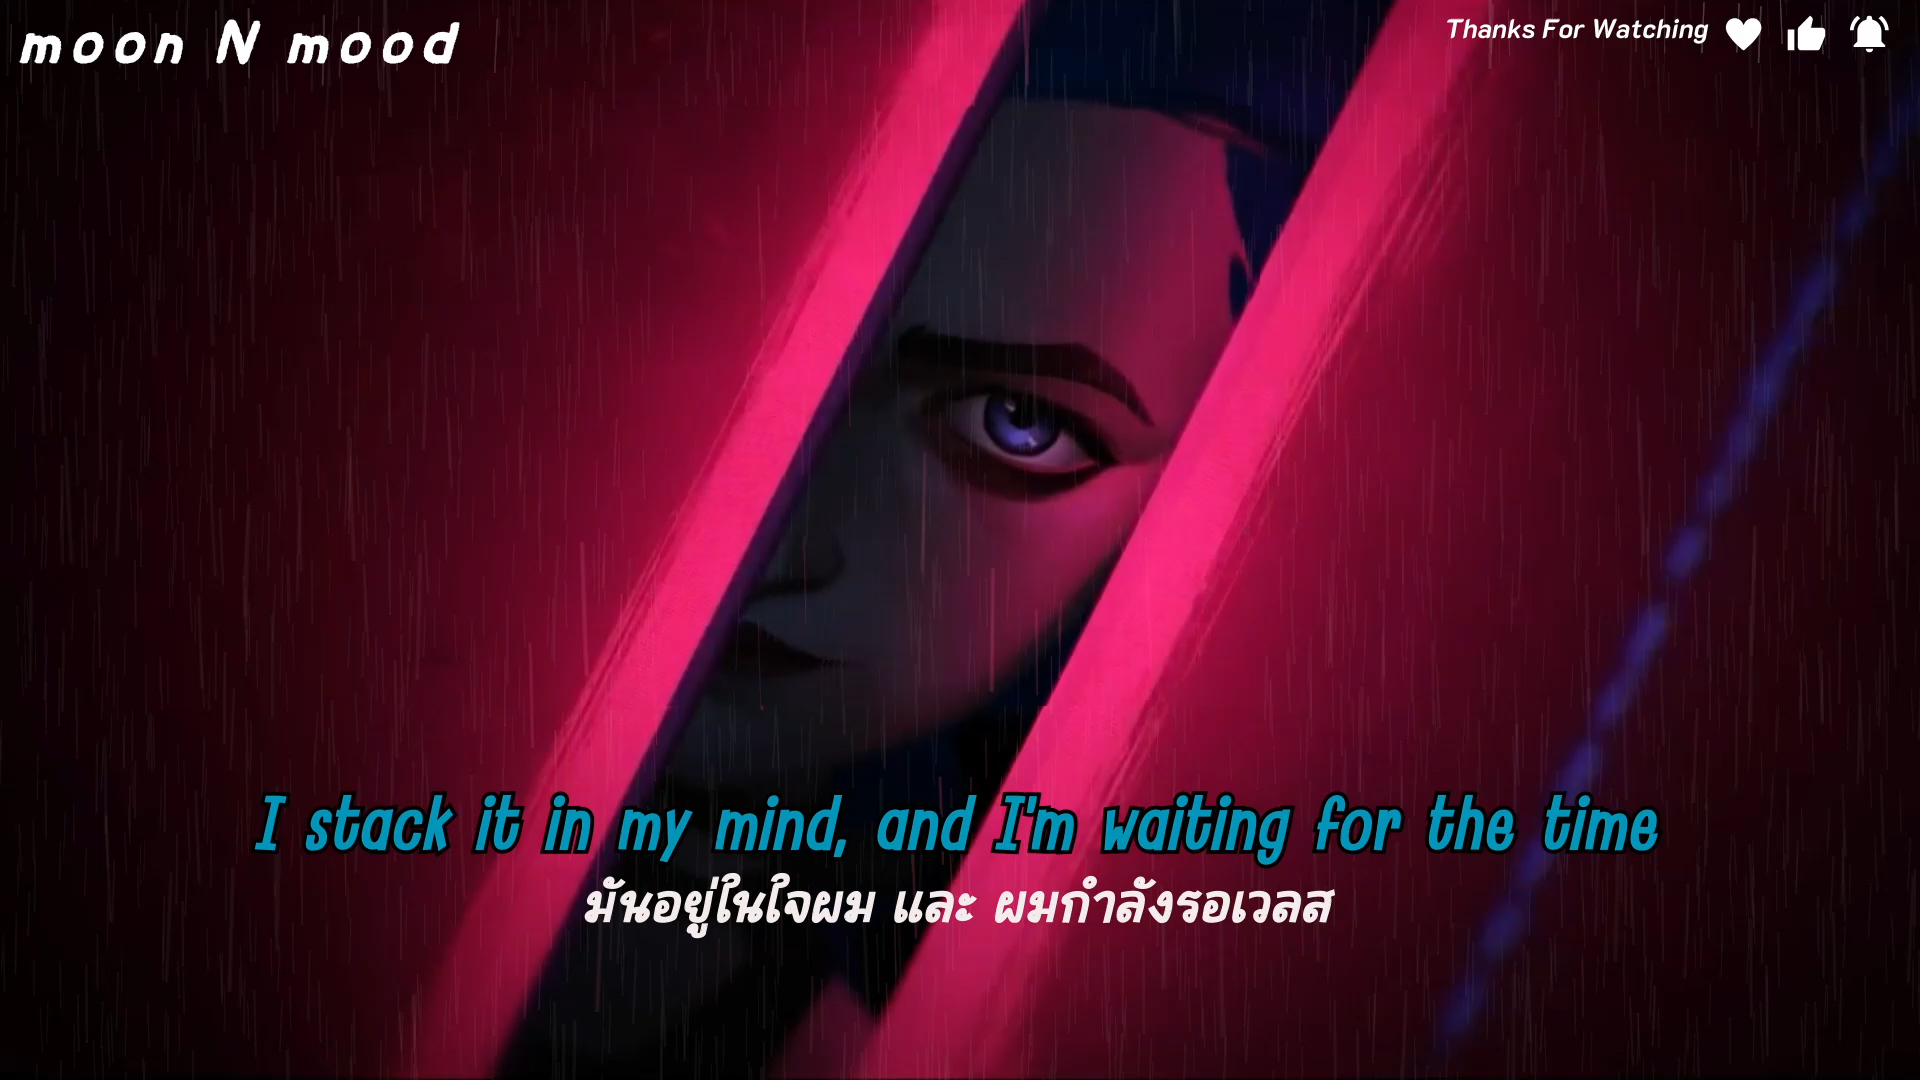 moon N mood
Thanks For Watching
I stack it in my mind, and I'm waiting for the time
มันอยู่ในใจผม และ ผมกำลังรอเวลส